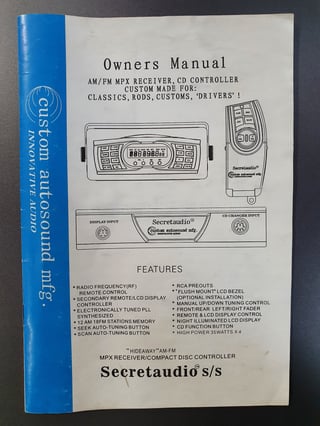 Owners Manual
AM/FM MPX RECEIVER, CD CONTROLLER
CUSTOM MADE FOR:
CLASSICS, RODS, CUSTOMS, "DRIVERS" !
custom autosound mfg.
INNOVATIVE AUDIO
Secretaudio
DISPLAY INPUT
Secretaudio
custom autosound mfg.
CD CHANGER INPUT
FEATURES
• RADIO FREQUENCY(RF)
REMOTE CONTROL
• SECONDARY REMOTE/LCD DISPLAY
CONTROLLER
• ELECTRONICALLY TUNED PLL
SYNTHESIZED
• 12 AM 18FM STATIONS MEMORY
• SEEK AUTO-TUNING BUTTON
• SCAN AUTO-TUNING BUTTON
• RCA PREOUTS
• "FLUSH MOUNT" LCD BEZEL
(OPTIONAL INSTALLATION)
• MANUAL UP/DOWN TUNING CONTROL
• FRONT/REAR LEFT/RIGHT FADER
• REMOTE & LCD DISPLAY CONTROL
• NIGHT ILLUMINATED LCD DISPLAY
• CD FUNCTION BUTTON
• HIGH POWER 35WATTS X 4
"HIDEAWAY" AM-FM
MPX RECEIVER/COMPACT DISC CONTROLLER
Secretaudio® S/S